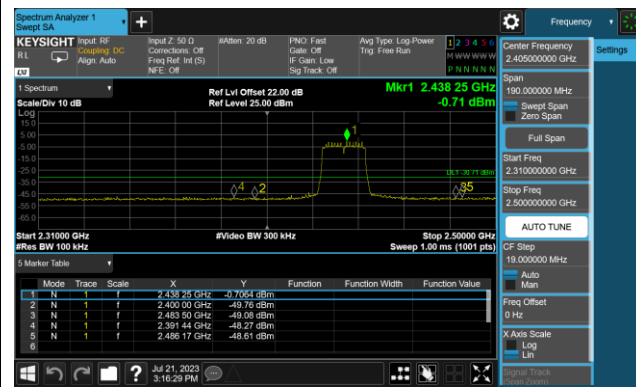 Spectrum Analyzer 1
Swept SA
Frequency
KEYSIGHT Input: RF Input Z: 50 Ω #Atten: 20 dB PNO: Fast Avg Type: Log-Power 1 2 3 4 5 6
RL Coupling: DC Corrections: Off Gate: Off Trig: Free Run M W W W W W
Align: Auto Freq Ref: Int (S) IF Gain: Low P N N N N N
LXI NFE: Off Sig Track: Off
Center Frequency
2.405000000 GHz
Settings
Span
190.000000 MHz
Swept Span
Zero Span
Full Span
Start Freq
2.310000000 GHz
Stop Freq
2.500000000 GHz
AUTO TUNE
CF Step
19.000000 MHz
Auto
Man
Freq Offset
0 Hz
X Axis Scale
Log
Lin
Signal Track
(Span Zoom)
1 Spectrum
Ref Lvl Offset 22.00 dB Mkr1 2.438 25 GHz
Scale/Div 10 dB Ref Level 25.00 dBm -0.71 dBm
Log
15.0
5.00
-5.00
-15.0
-25.0
-35.0
-45.0
-55.0
-65.0
1
DL1 -30.71 dBm
4 2 3 5
Start 2.31000 GHz #Video BW 300 kHz Stop 2.50000 GHz
#Res BW 100 kHz Sweep 1.00 ms (1001 pts)
5 Marker Table
Mode Trace Scale X Y Function Function Width Function Value
1 N 1 f 2.438 25 GHz -0.7064 dBm
2 N 1 f 2.400 00 GHz -49.76 dBm
3 N 1 f 2.483 50 GHz -49.08 dBm
4 N 1 f 2.391 44 GHz -48.27 dBm
5 N 1 f 2.486 17 GHz -48.61 dBm
6
?
Jul 21, 2023
3:16:29 PM